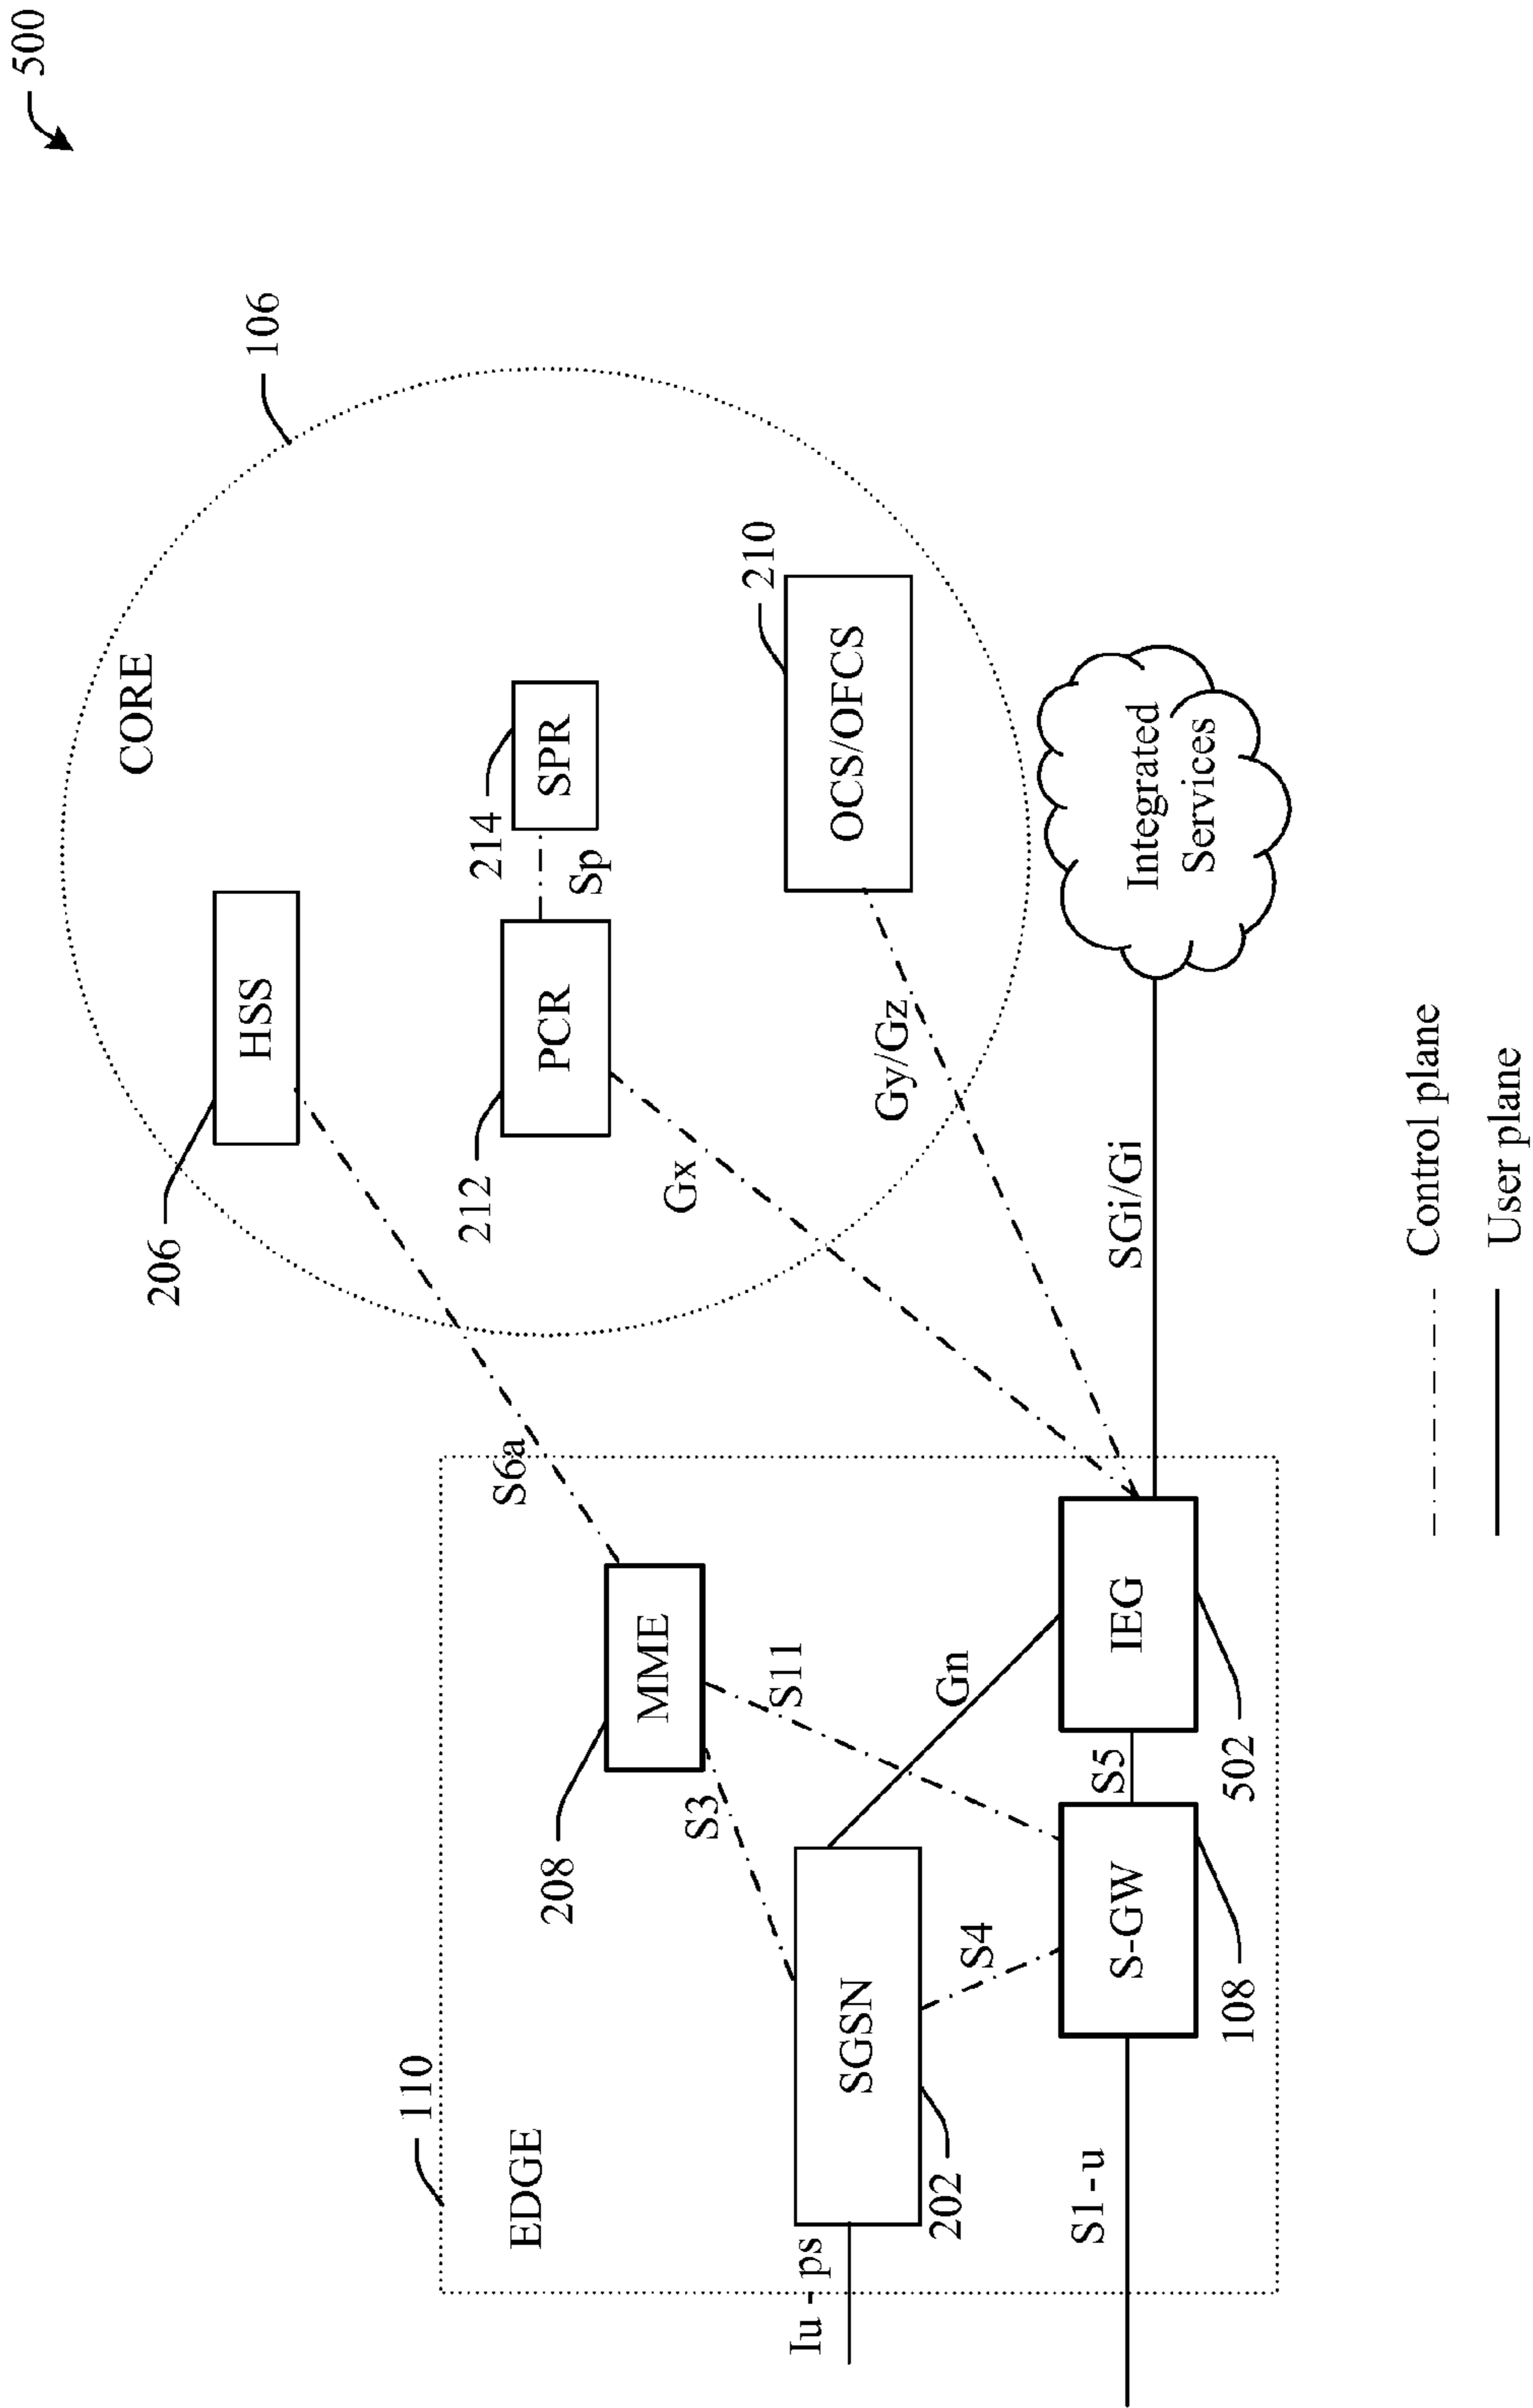 500
106
CORE
HSS
206
PCR
212
Sp
SPR
214
OCS/OFCS
210
Gx
Gy/Gz
S6a
110
EDGE
MME
208
S3
S11
SGSN
202
Gn
S4
Iu - ps
S1 - u
S-GW
108
S5
IEG
502
SGi/Gi
Integrated
Services
Control plane
User plane